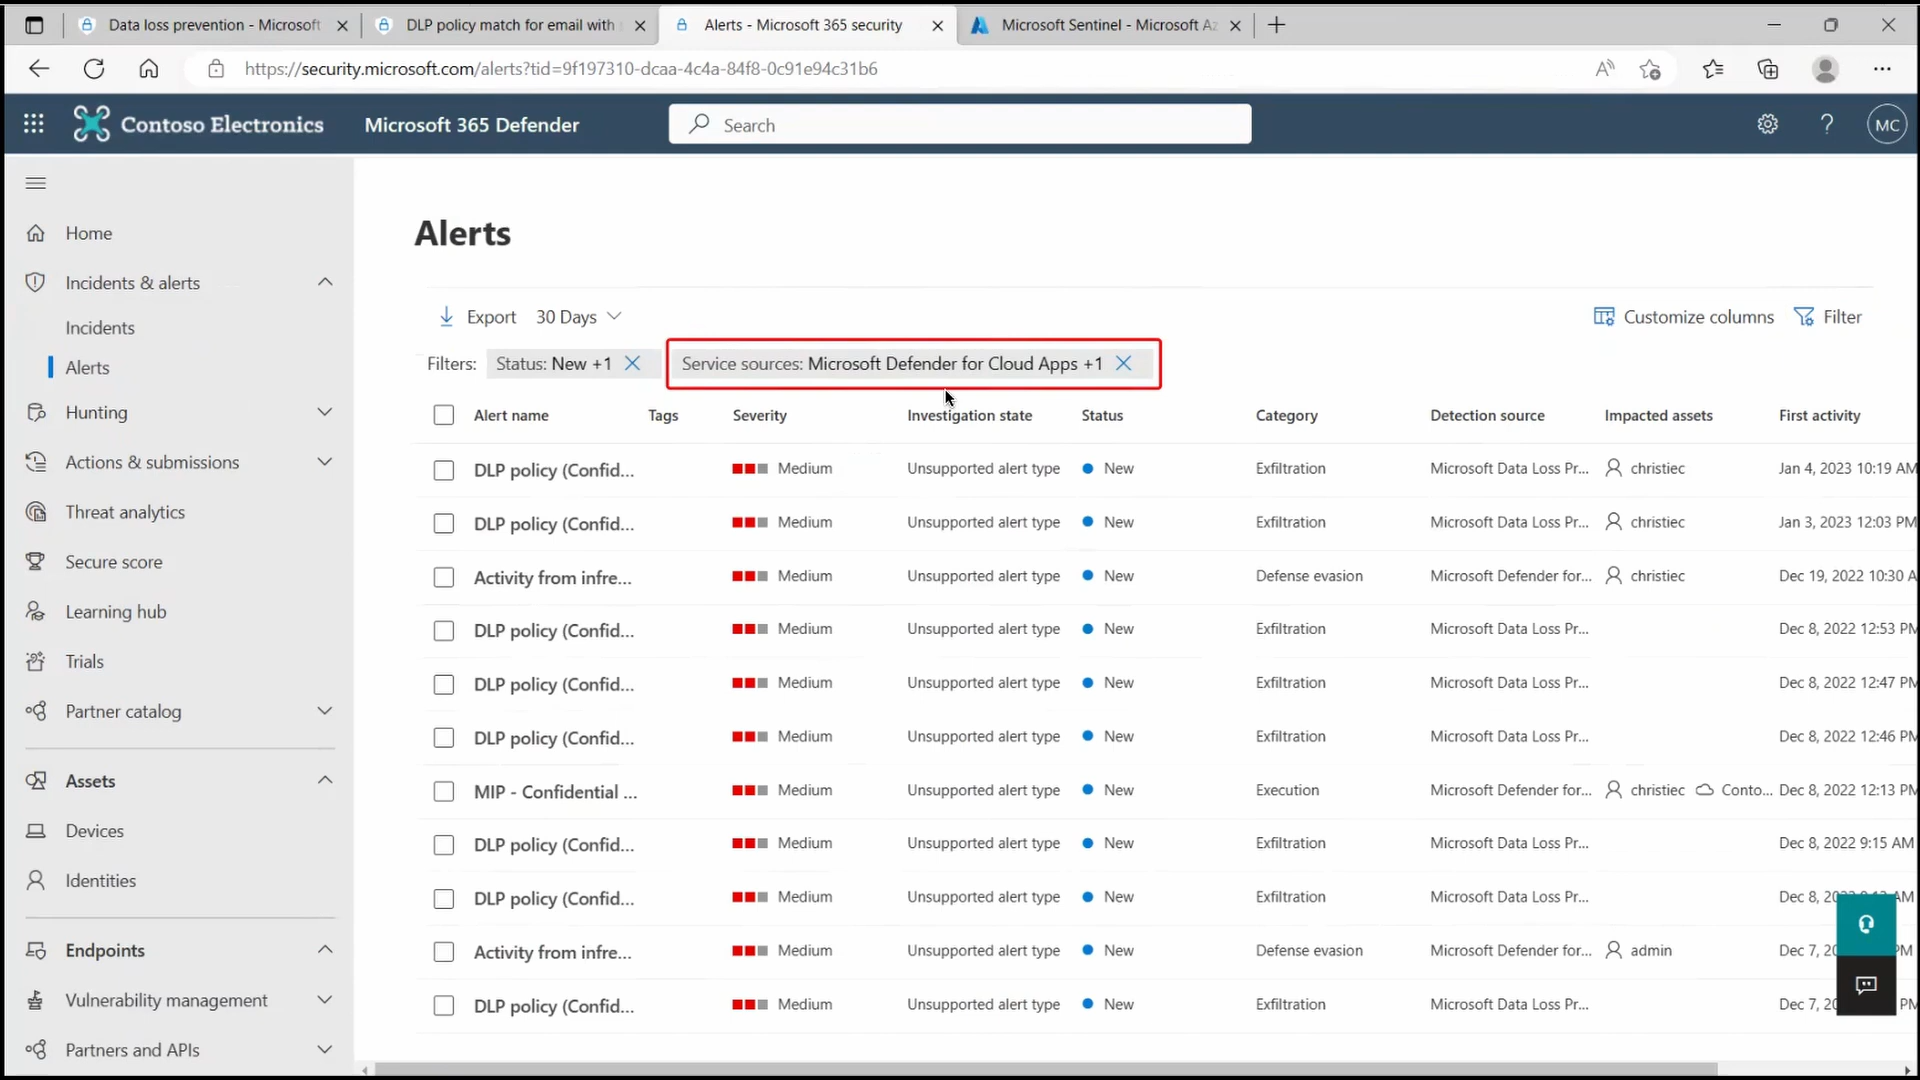 Data loss prevention - Microsoft
DLP policy match for email with
Alerts - Microsoft 365 security
Microsoft Sentinel - Microsoft Az
https://security.microsoft.com/alerts?tid=9f197310-dcaa-4c4a-84f8-0c91e94c31b6
Contoso Electronics
Microsoft 365 Defender
Search
MC
Home
Incidents & alerts
Incidents
Alerts
Hunting
Actions & submissions
Threat analytics
Secure score
Learning hub
Trials
Partner catalog
Assets
Devices
Identities
Endpoints
Vulnerability management
Partners and APIs
Alerts
Export 30 Days
Customize columns Filter
Filters: Status: New +1 Service sources: Microsoft Defender for Cloud Apps +1
Alert name Tags Severity Investigation state Status Category Detection source Impacted assets First activity
DLP policy (Confid... Medium Unsupported alert type New Exfiltration Microsoft Data Loss Pr... christiec Jan 4, 2023 10:19 AM
DLP policy (Confid... Medium Unsupported alert type New Exfiltration Microsoft Data Loss Pr... christiec Jan 3, 2023 12:03 PM
Activity from infre... Medium Unsupported alert type New Defense evasion Microsoft Defender for... christiec Dec 19, 2022 10:30 A
DLP policy (Confid... Medium Unsupported alert type New Exfiltration Microsoft Data Loss Pr... Dec 8, 2022 12:53 PM
DLP policy (Confid... Medium Unsupported alert type New Exfiltration Microsoft Data Loss Pr... Dec 8, 2022 12:47 PM
DLP policy (Confid... Medium Unsupported alert type New Exfiltration Microsoft Data Loss Pr... Dec 8, 2022 12:46 PM
MIP - Confidential ... Medium Unsupported alert type New Execution Microsoft Defender for... christiec Conto... Dec 8, 2022 12:13 PM
DLP policy (Confid... Medium Unsupported alert type New Exfiltration Microsoft Data Loss Pr... Dec 8, 2022 9:15 AM
DLP policy (Confid... Medium Unsupported alert type New Exfiltration Microsoft Data Loss Pr... Dec 8, AM
Activity from infre... Medium Unsupported alert type New Defense evasion Microsoft Defender for... admin Dec 7, PM
DLP policy (Confid... Medium Unsupported alert type New Exfiltration Microsoft Data Loss Pr... Dec 7, PM